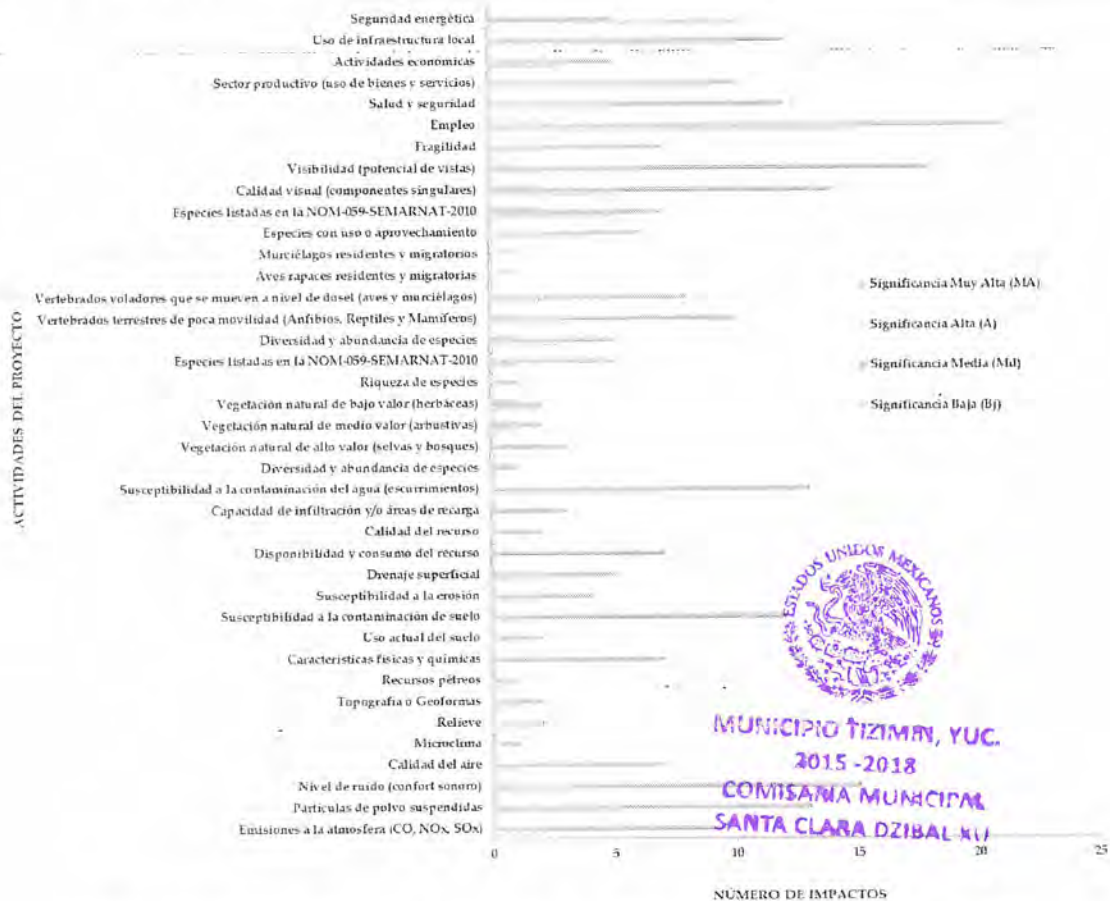 Seguridad energética
Uso de infraestructura local
Actividades económicas
Sector productivo (uso de bienes y servicios)
Salud y seguridad
Empleo
Fragilidad
Visibilidad (potencial de vistas)
Calidad visual (componentes singulares)
Especies listadas en la NOM-059-SEMARNAT-2010
Especies con uso o aprovechamiento
Murciélagos residentes y migratorios
Aves rapaces residentes y migratorias
Vertebrados voladores que se mueven a nivel de dosel (aves y murciélagos)
Vertebrados terrestres de poca movilidad (Anfibios, Reptiles y Mamíferos)
Diversidad y abundancia de especies
Especies listadas en la NOM-059-SEMARNAT-2010
Riqueza de especies
Vegetación natural de bajo valor (herbáceas)
Vegetación natural de medio valor (arbustivas)
Vegetación natural de alto valor (selvas y bosques)
Diversidad y abundancia de especies
Susceptibilidad a la contaminación del agua (escurrimientos)
Capacidad de infiltración y/o áreas de recarga
Calidad del recurso
Disponibilidad y consumo del recurso
Drenaje superficial
Susceptibilidad a la erosión
Susceptibilidad a la contaminación de suelo
Uso actual del suelo
Características físicas y químicas
Recursos pétreos
Topografía o Geoformas
Relieve
Microclima
Calidad del aire
Nivel de ruido (confort sonoro)
Partículas de polvo suspendidas
Emisiones a la atmosfera (CO, NOx, SOx)
ACTIVIDADES DEL PROYECTO
0 5 10 15 20 25
NÚMERO DE IMPACTOS
Significancia Muy Alta (MA)
Significancia Alta (A)
Significancia Media (Md)
Significancia Baja (Bj)
ESTADOS UNIDOS MEXICANOS
MUNICIPIO TIZIMIN, YUC.
2015-2018
COMISARIA MUNICIPAL
SANTA CLARA DZIBAL